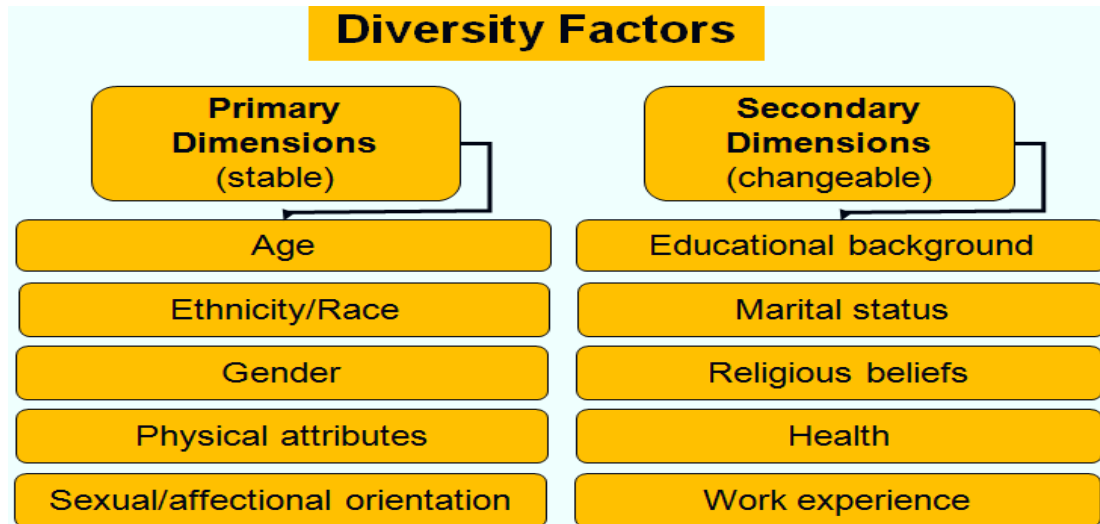 Diversity Factors
Primary
Dimensions
(stable)
Age
Ethnicity/Race
Gender
Physical attributes
Sexual/affectional orientation
Secondary
Dimensions
(changeable)
Educational background
Marital status
Religious beliefs
Health
Work experience